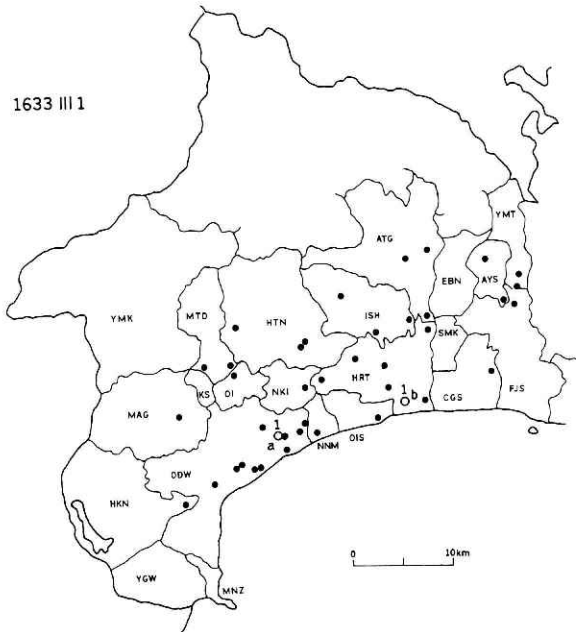 1633 III 1
YMT
ATG
EBN
AYS
YMK
MTD
HTN
ISH
SMK
KS
OI
NKI
HRT
1 b
CGS
FJS
MAG
1
a
NNM
OIS
ODW
HKN
0 10km
YGW
MNZ